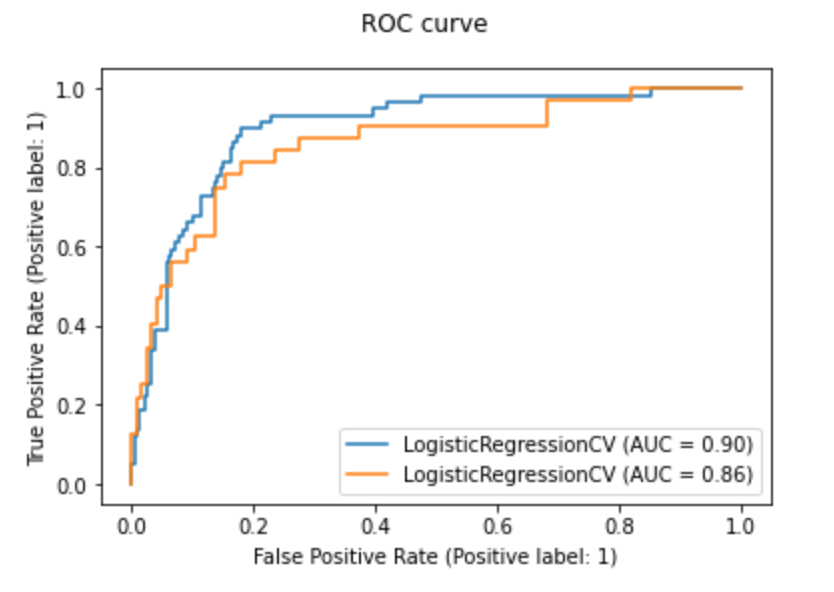 ROC curve
1.0
0.8
0.6
0.4
0.2
0.0
True Positive Rate (Positive label: 1)
LogisticRegressionCV (AUC = 0.90)
LogisticRegressionCV (AUC = 0.86)
0.0 0.2 0.4 0.6 0.8 1.0
False Positive Rate (Positive label: 1)